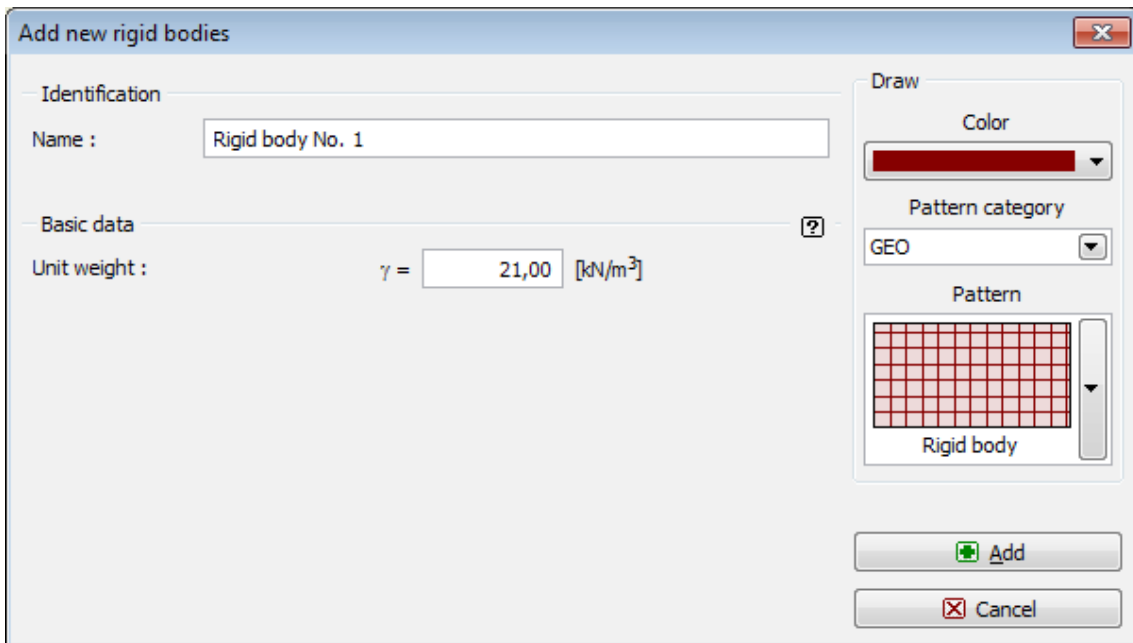 Add new rigid bodies
Identification
Name :
Rigid body No. 1
Basic data
?
Unit weight :
γ =
21,00
[kN/m³]
Draw
Color
Pattern category
GEO
Pattern
Rigid body
Add
Cancel